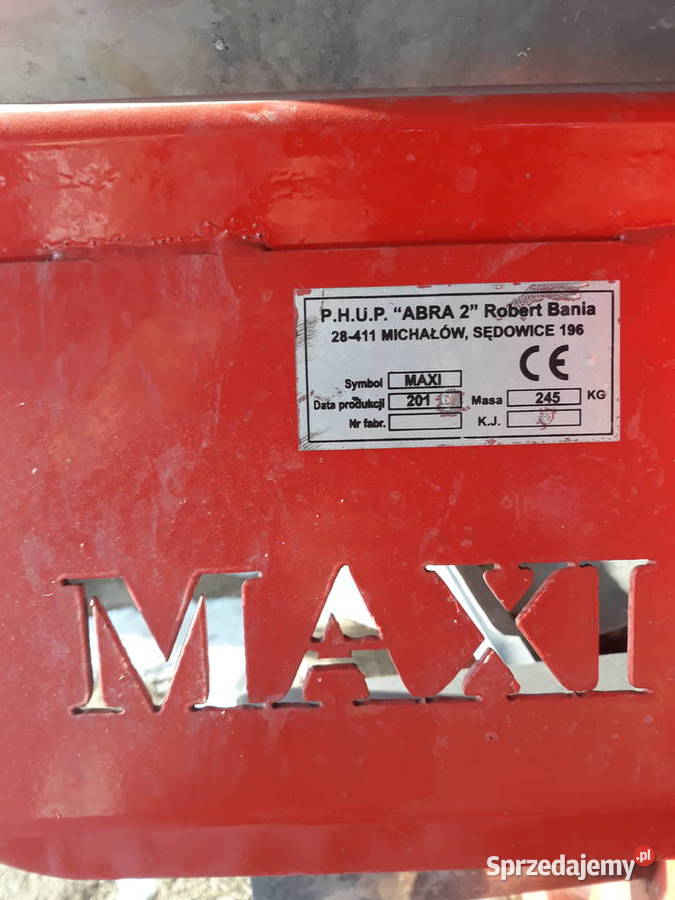 P.H.U.P. “ABRA 2” Robert Bania
28-411 MICHAŁÓW, SĘDOWICE 196
CE
Symbol MAXI
Data produkcji 201 Masa 245 KG
Nr fabr. K.J.
MAXI
Sprzedajemy.pl